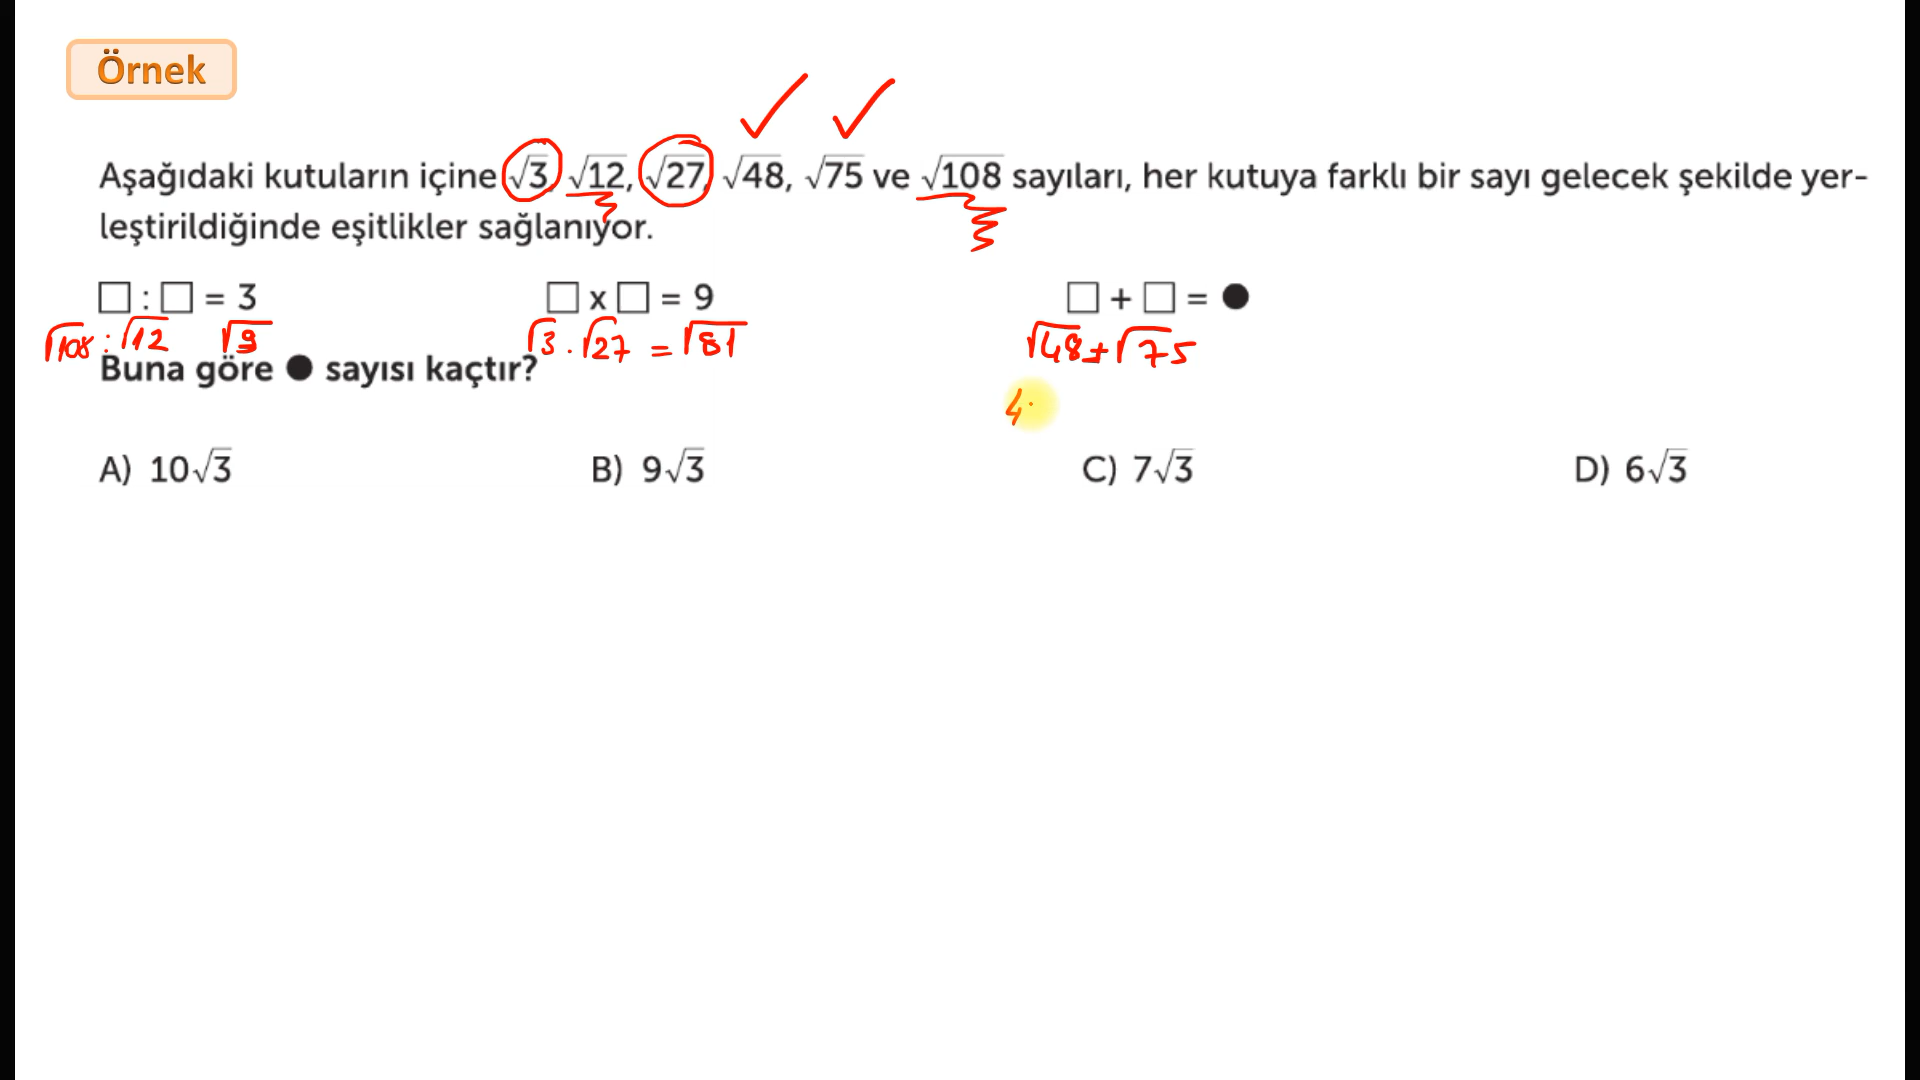 Örnek
Aşağıdaki kutuların içine √3, √12, √27, √48, √75 ve √108 sayıları, her kutuya farklı bir sayı gelecek şekilde yer-
leştirildiğinde eşitlikler sağlanıyor.
□ : □ = 3 □ x □ = 9 □ + □ = ●
√108 : √12 √9 √3 . √27 = √81 √48 + √75
Buna göre ● sayısı kaçtır?
4
A) 10√3 B) 9√3 C) 7√3 D) 6√3